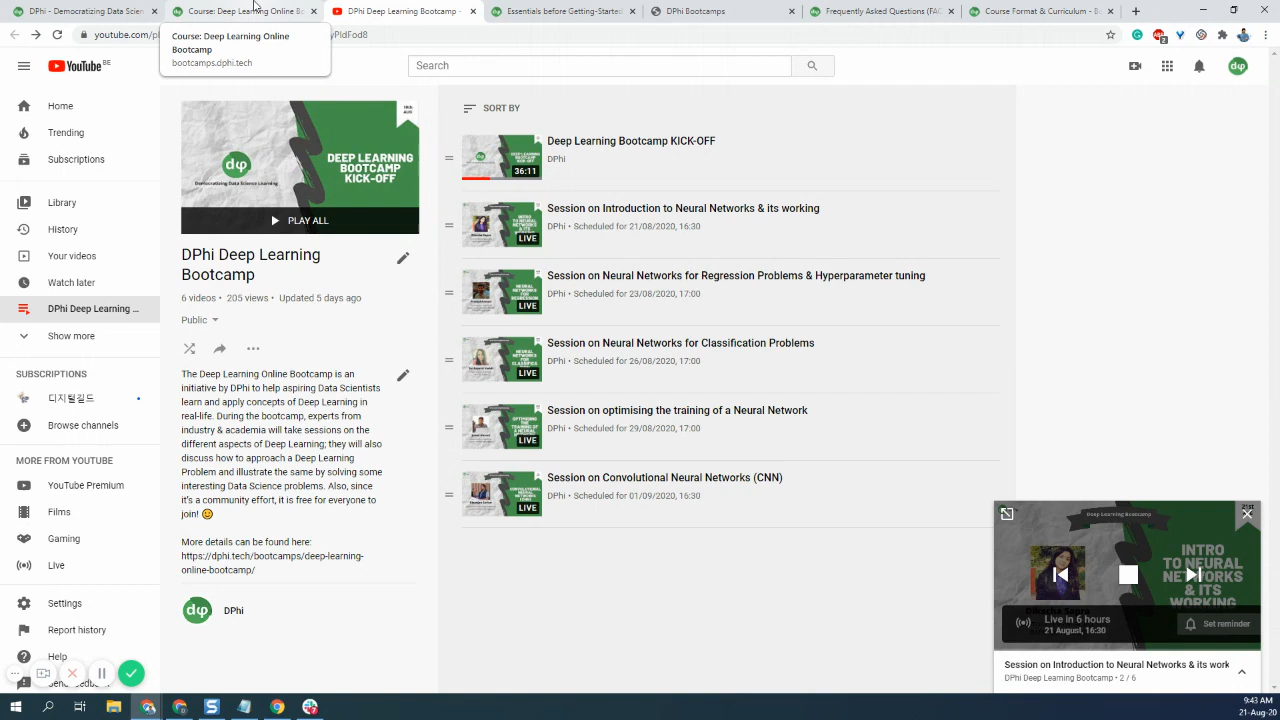 DPhi - Democratizing Data Scien
Course: Deep Learning Online Bo
DPhi Deep Learning Bootcamp -
Essentials before Getting-Started
DPhi Bootcamps
Frequently Asked Questions (FAQ
Course Format & Curriculum - Bo
Course: Deep Learning Online
Bootcamp
bootcamps.dphi.tech
YouTube BE
Search
Home
Trending
Subscriptions
Library
History
Your videos
Watch later
DPhi Deep Learning ...
Show more
SUBSCRIPTIONS
디지털길드
Browse channels
MORE FROM YOUTUBE
YouTube Premium
Films
Gaming
Live
Settings
Report history
Help
dφ
Democratizing Data Science Learning
DEEP LEARNING
BOOTCAMP
KICK-OFF
PLAY ALL
DPhi Deep Learning
Bootcamp
6 videos • 205 views • Updated 5 days ago
Public
The Deep Learning Online Bootcamp is an
initiative by DPhi to help aspiring Data Scientists
learn and apply concepts of Deep Learning in
real-life. During the bootcamp, experts from
industry & academia will take sessions on the
different aspects of Deep Learning; they will also
discuss how to approach a Deep Learning
Problem and illustrate the same by solving some
interesting Data Science problems. Also, since
it's a community effort, it is free for everyone to
join! 😊
More details can be found here:
https://dphi.tech/bootcamps/deep-learning-
online-bootcamp/
dφ
DPhi
SORT BY
36:11
Deep Learning Bootcamp KICK-OFF
DPhi
LIVE
Session on Introduction to Neural Networks & its working
DPhi • Scheduled for 21/08/2020, 16:30
LIVE
Session on Neural Networks for Regression Problems & Hyperparameter tuning
DPhi • Scheduled for 23/08/2020, 17:00
LIVE
Session on Neural Networks for Classification Problems
DPhi • Scheduled for 26/08/2020, 17:00
LIVE
Session on optimising the training of a Neural Network
DPhi • Scheduled for 29/08/2020, 17:00
LIVE
Session on Convolutional Neural Networks (CNN)
DPhi • Scheduled for 01/09/2020, 16:30
Deep Learning Bootcamp
INTRO
TO NEURAL
NETWORKS
& ITS
WORKING
Live in 6 hours
21 August, 16:30
Set reminder
Session on Introduction to Neural Networks & its work
DPhi Deep Learning Bootcamp • 2 / 6
9:43 AM
21-Aug-20